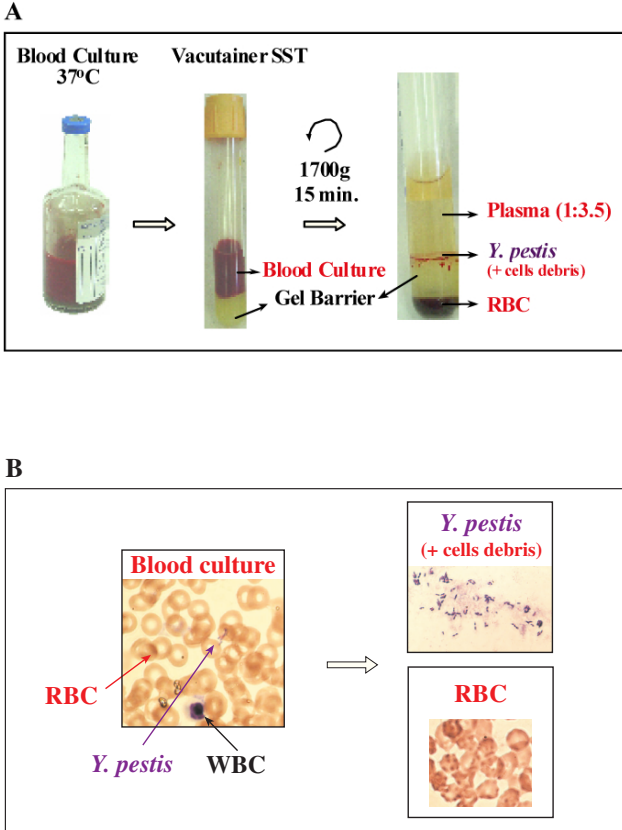 A
Blood Culture
37ºC
Vacutainer SST
1700g
15 min.
Plasma (1:3.5)
Y. pestis
(+ cells debris)
Blood Culture
Gel Barrier
RBC
B
Blood culture
RBC
Y. pestis
WBC
Y. pestis
(+ cells debris)
RBC